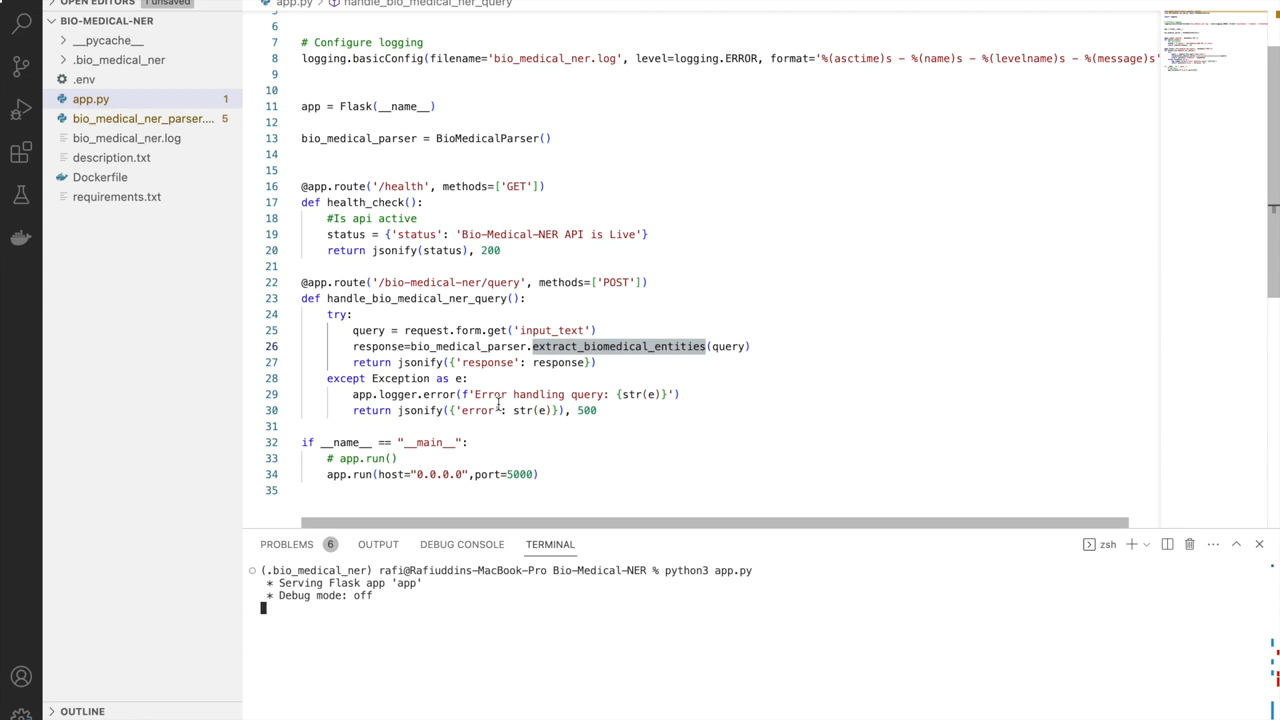 OPEN EDITORS 1 unsaved
BIO-MEDICAL-NER
__pycache__
.bio_medical_ner
.env
app.py 1
bio_medical_ner_parser.... 5
bio_medical_ner.log
description.txt
Dockerfile
requirements.txt
OUTLINE
app.py > handle_bio_medical_ner_query
6
7 # Configure logging
8 logging.basicConfig(filename='bio_medical_ner.log', level=logging.ERROR, format='%(asctime)s - %(name)s - %(levelname)s - %(message)s'
9
10
11 app = Flask(__name__)
12
13 bio_medical_parser = BioMedicalParser()
14
15
16 @app.route('/health', methods=['GET'])
17 def health_check():
18 #Is api active
19 status = {'status': 'Bio-Medical-NER API is Live'}
20 return jsonify(status), 200
21
22 @app.route('/bio-medical-ner/query', methods=['POST'])
23 def handle_bio_medical_ner_query():
24 try:
25 query = request.form.get('input_text')
26 response=bio_medical_parser.extract_biomedical_entities(query)
27 return jsonify({'response': response})
28 except Exception as e:
29 app.logger.error(f'Error handling query: {str(e)}')
30 return jsonify({'error': str(e)}), 500
31
32 if __name__ == "__main__":
33 # app.run()
34 app.run(host="0.0.0.0",port=5000)
35
PROBLEMS 6 OUTPUT DEBUG CONSOLE TERMINAL zsh
(.bio_medical_ner) rafi@Rafiuddins-MacBook-Pro Bio-Medical-NER % python3 app.py
* Serving Flask app 'app'
* Debug mode: off